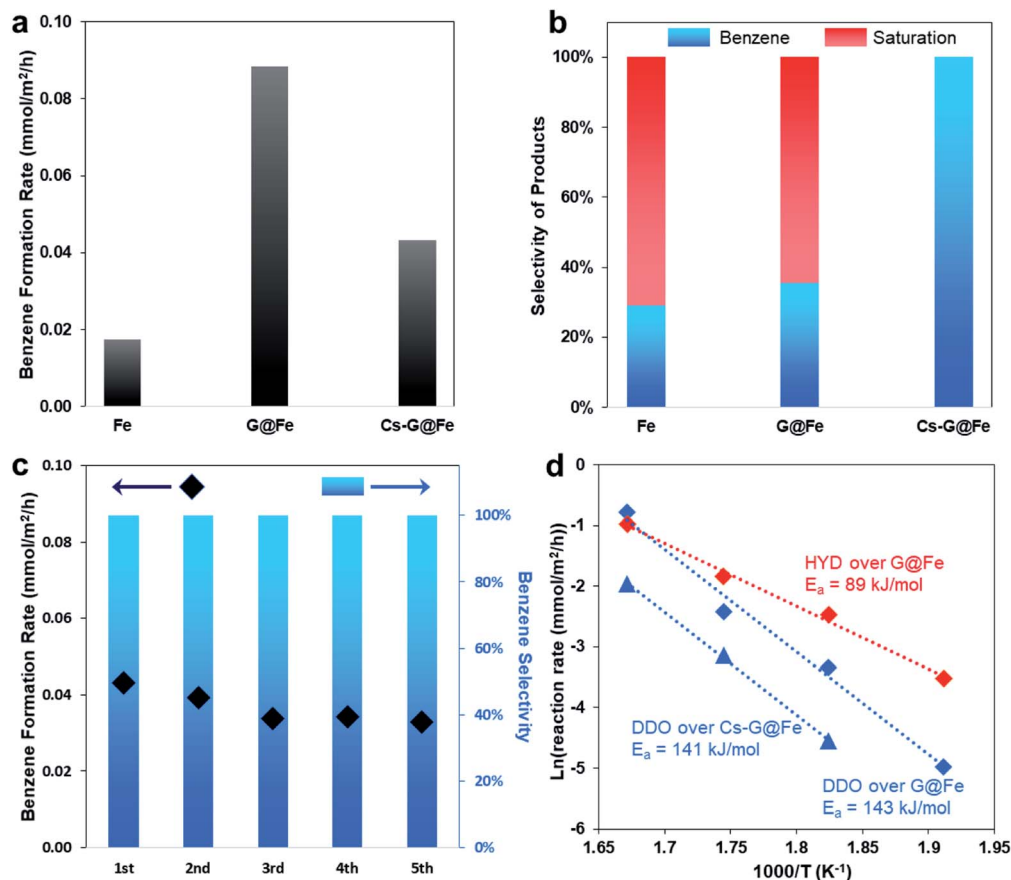 a
Benzene Formation Rate (mmol/m²/h)
0.10
0.08
0.06
0.04
0.02
0.00
Fe
G@Fe
Cs-G@Fe
b
Benzene
Saturation
Selectivity of Products
100%
80%
60%
40%
20%
0%
Fe
G@Fe
Cs-G@Fe
c
Benzene Formation Rate (mmol/m²/h)
0.10
0.08
0.06
0.04
0.02
0.00
1st
2nd
3rd
4th
5th
100%
80%
60%
40%
20%
0%
Benzene Selectivity
d
Ln(reaction rate (mmol/m²/h))
0
-1
-2
-3
-4
-5
-6
HYD over G@Fe
Eₐ = 89 kJ/mol
DDO over Cs-G@Fe
Eₐ = 141 kJ/mol
DDO over G@Fe
Eₐ = 143 kJ/mol
1.65
1.7
1.75
1.8
1.85
1.9
1.95
1000/T (K⁻¹)